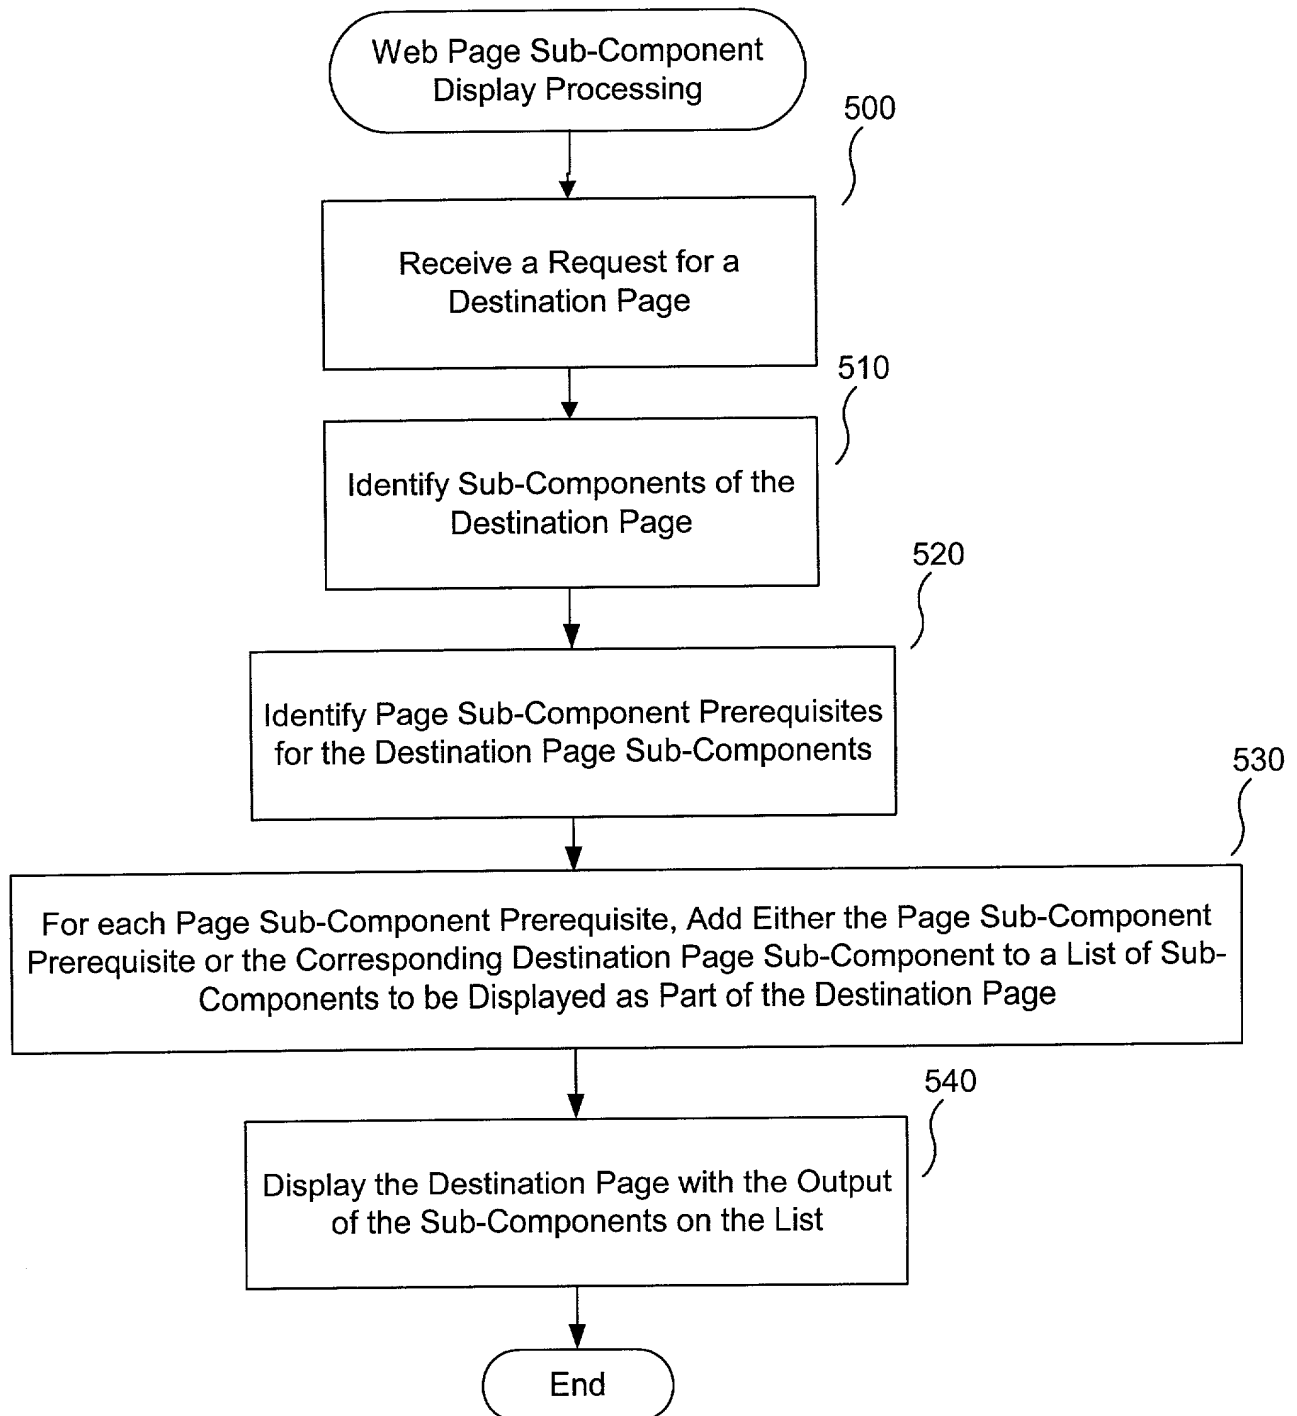 Web Page Sub-Component
Display Processing
500
Receive a Request for a
Destination Page
510
Identify Sub-Components of the
Destination Page
520
Identify Page Sub-Component Prerequisites
for the Destination Page Sub-Components
530
For each Page Sub-Component Prerequisite, Add Either the Page Sub-Component
Prerequisite or the Corresponding Destination Page Sub-Component to a List of Sub-
Components to be Displayed as Part of the Destination Page
540
Display the Destination Page with the Output
of the Sub-Components on the List
End